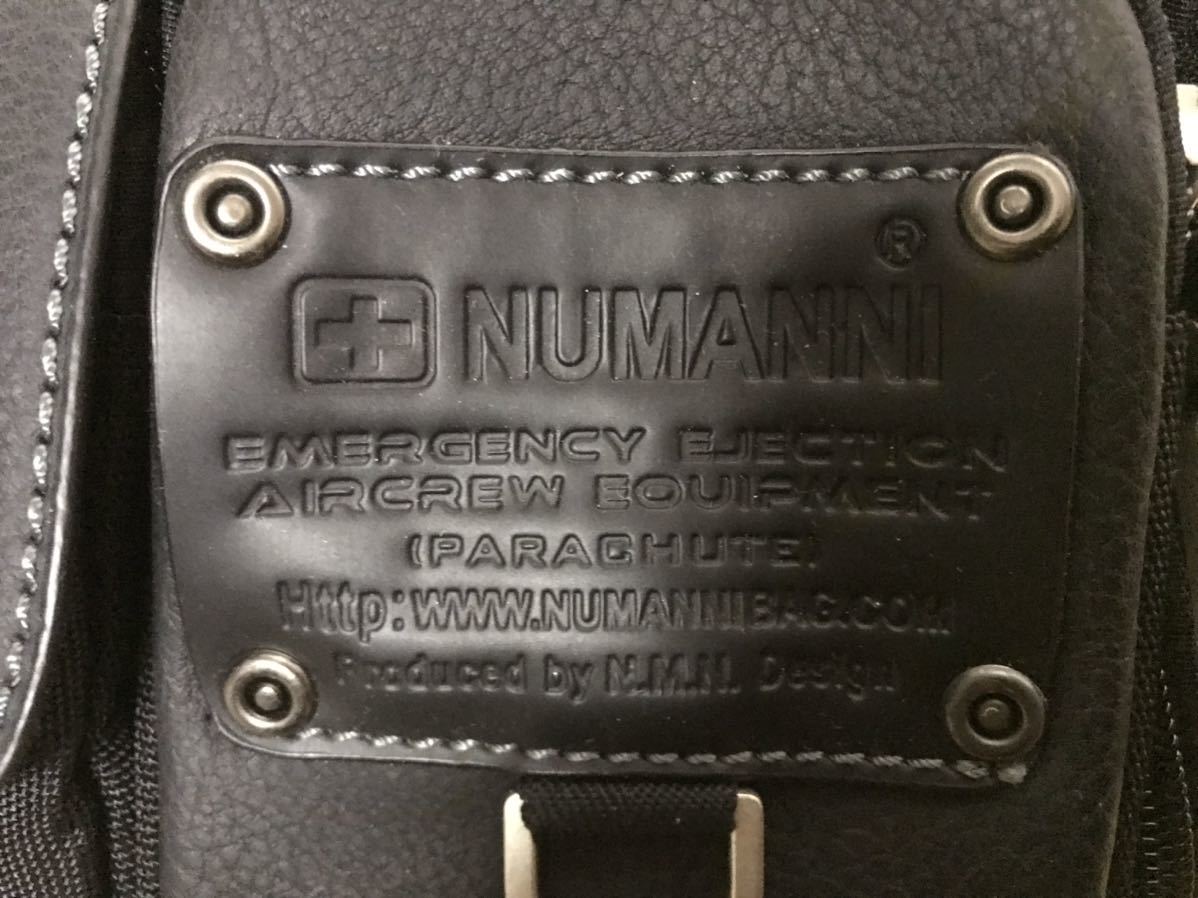 ®
NUMANNI
EMERGENCY EJECTION
AIRCREW EQUIPMENT
(PARACHUTE)
Http:WWW.NUMANNIBAG.COM
Produced by N.M.N. Design